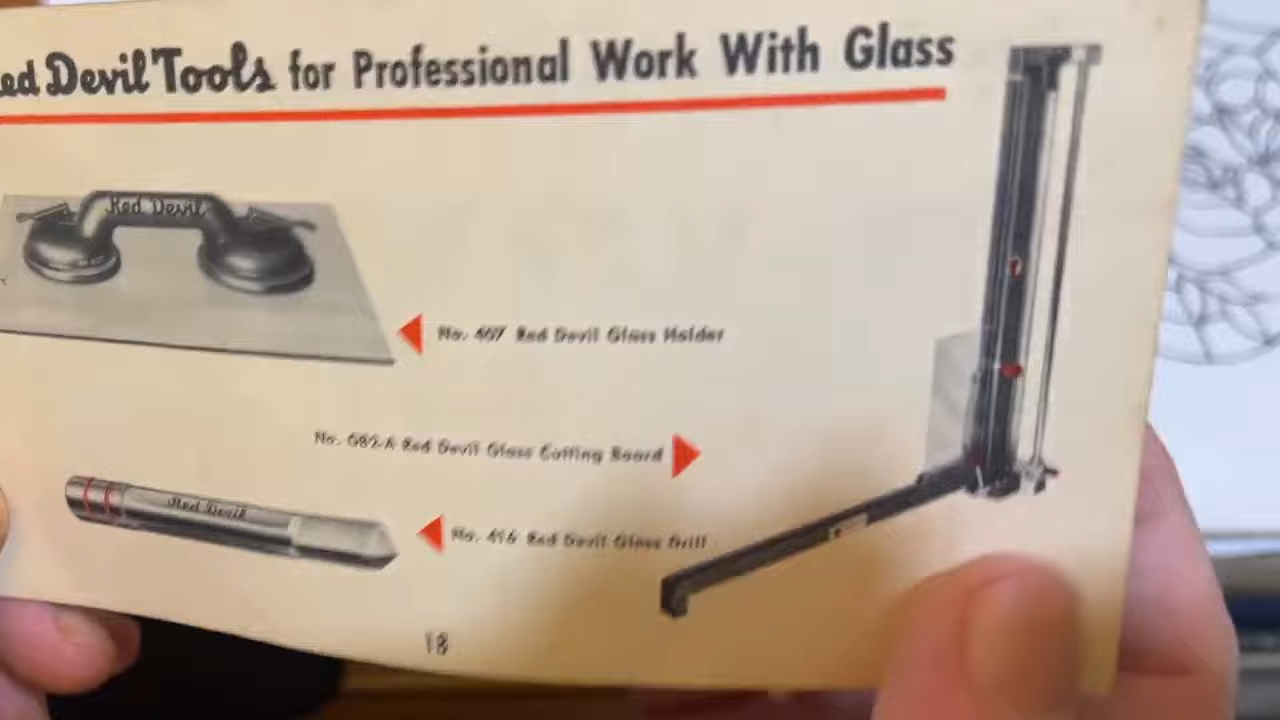 ed Devil Tools for Professional Work With Glass
Red Devil
No. 407 Red Devil Glass Holder
No. 682-A Red Devil Glass Cutting Board
Red Devil
No. 416 Red Devil Glass Drill
18